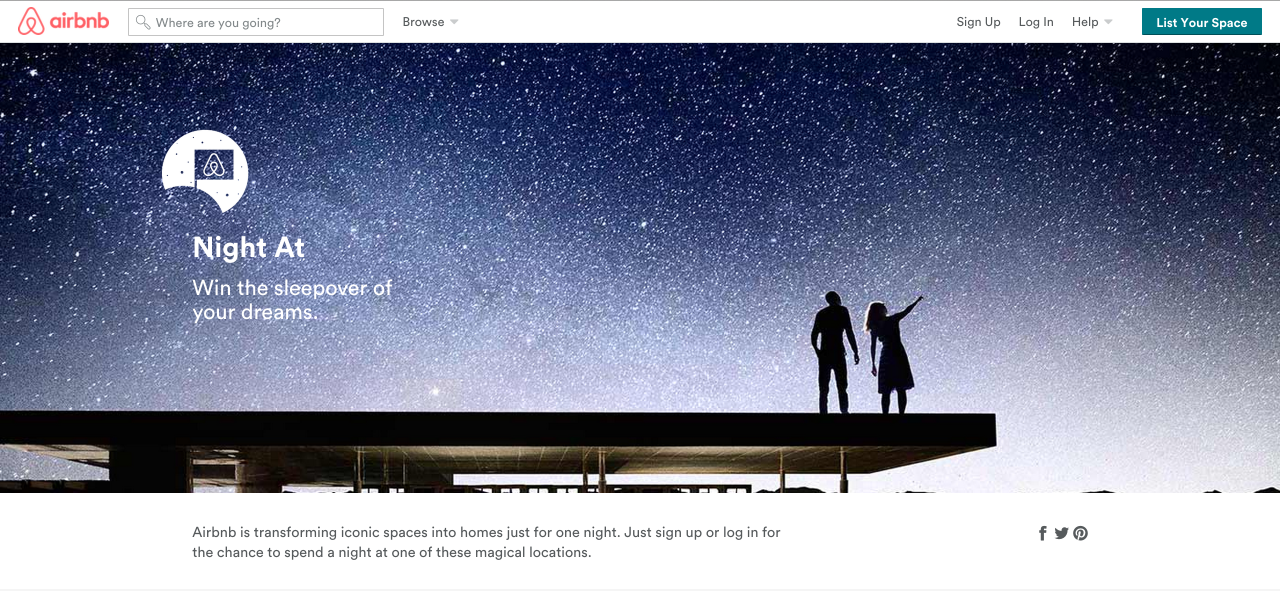 airbnb
Where are you going?
Browse
Sign Up
Log In
Help
List Your Space
Night At
Win the sleepover of
your dreams.
Airbnb is transforming iconic spaces into homes just for one night. Just sign up or log in for
the chance to spend a night at one of these magical locations.